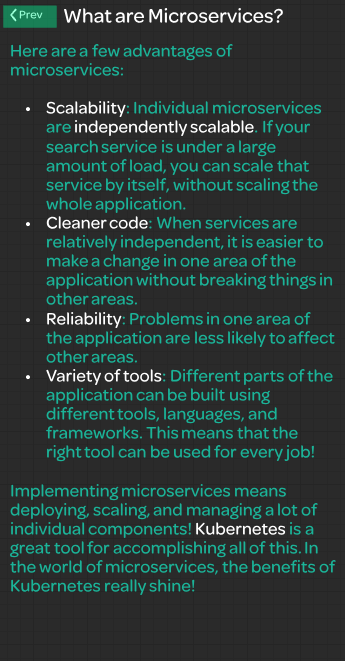 Prev
What are Microservices?
Here are a few advantages of
microservices:
• Scalability: Individual microservices
are independently scalable. If your
search service is under a large
amount of load, you can scale that
service by itself, without scaling the
whole application.
• Cleaner code: When services are
relatively independent, it is easier to
make a change in one area of the
application without breaking things in
other areas.
• Reliability: Problems in one area of
the application are less likely to affect
other areas.
• Variety of tools: Different parts of the
application can be built using
different tools, languages, and
frameworks. This means that the
right tool can be used for every job!
Implementing microservices means
deploying, scaling, and managing a lot of
individual components! Kubernetes is a
great tool for accomplishing all of this. In
the world of microservices, the benefits of
Kubernetes really shine!